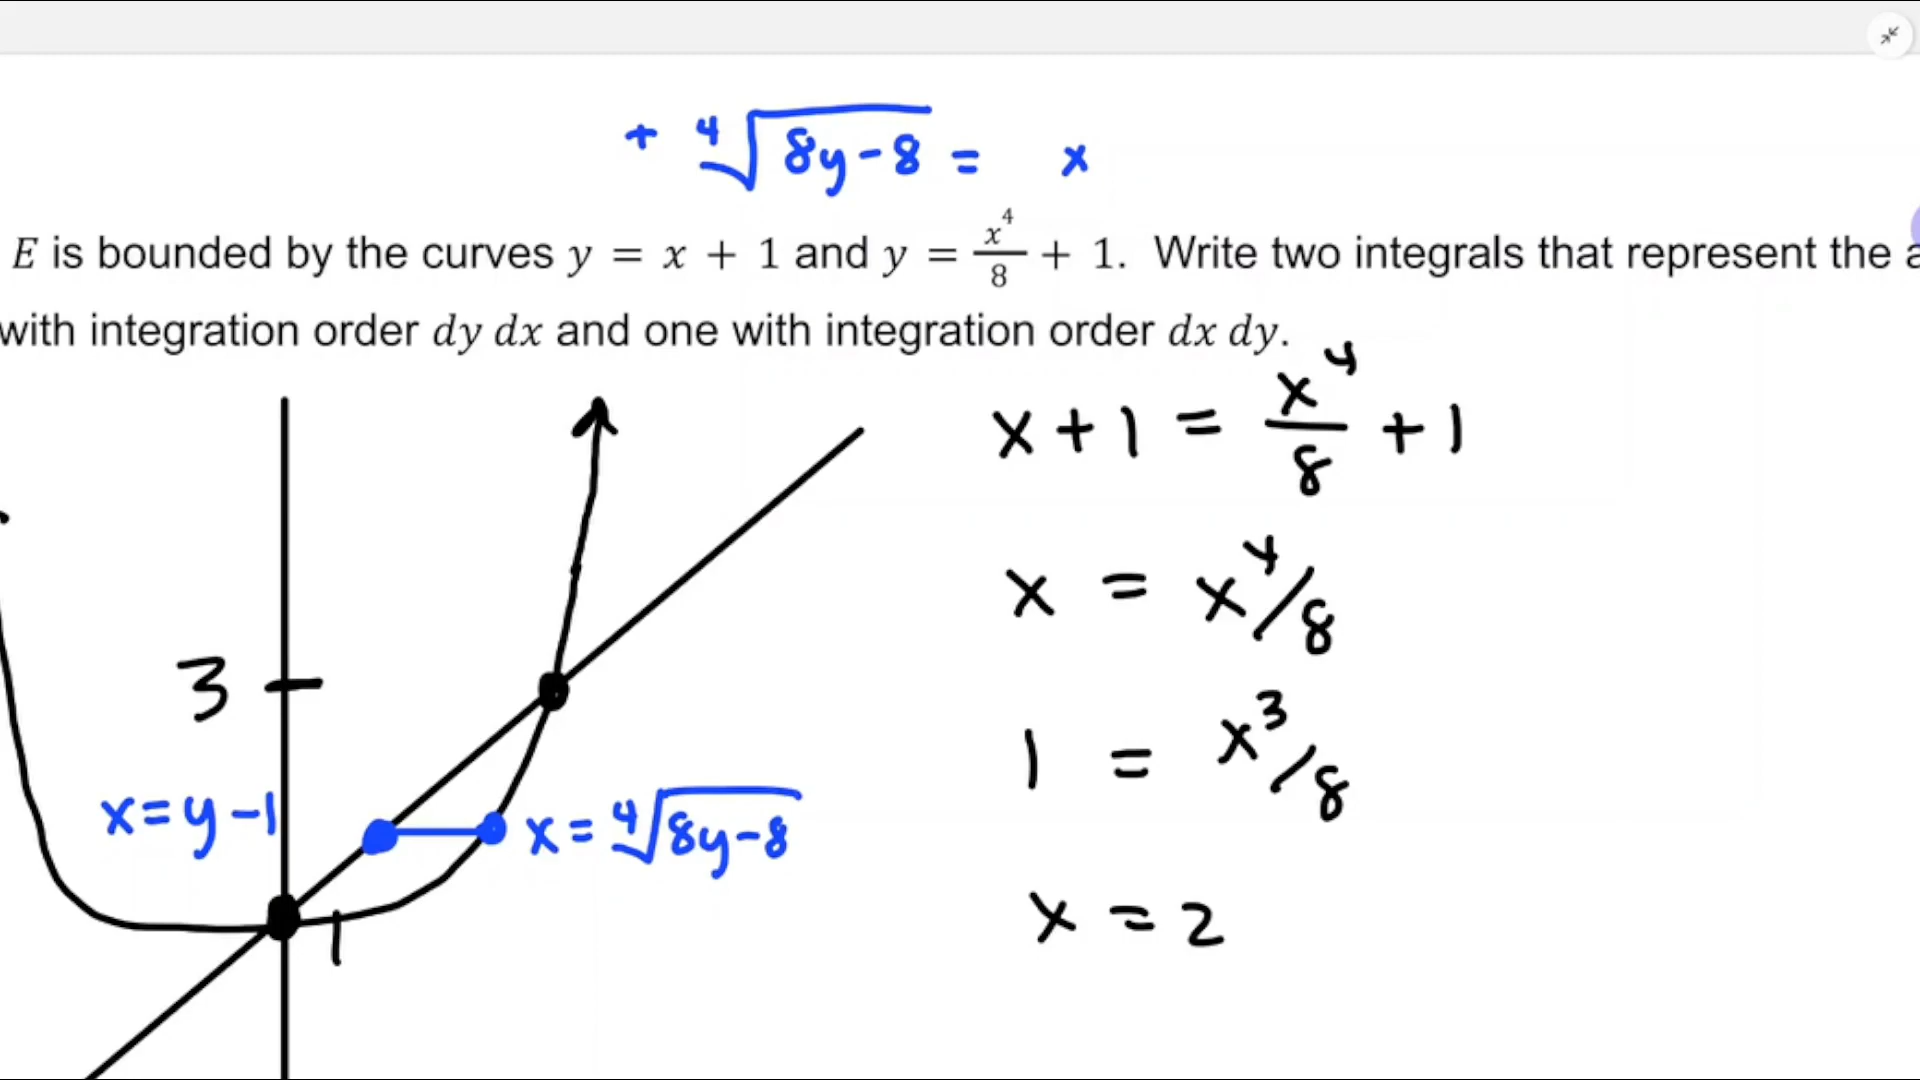 + ∜(8y-8) = x
E is bounded by the curves y = x + 1 and y = x⁴/8 + 1. Write two integrals that represent the
with integration order dy dx and one with integration order dx dy.
x+1 = x⁴/8 +1
x = x⁴/8
3
1 = x³/8
x=y-1
x=∜(8y-8)
1
x = 2